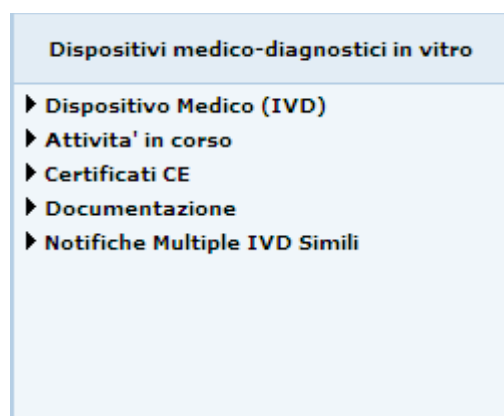 Dispositivi medico-diagnostici in vitro
Dispositivo Medico (IVD)
Attivita' in corso
Certificati CE
Documentazione
Notifiche Multiple IVD Simili